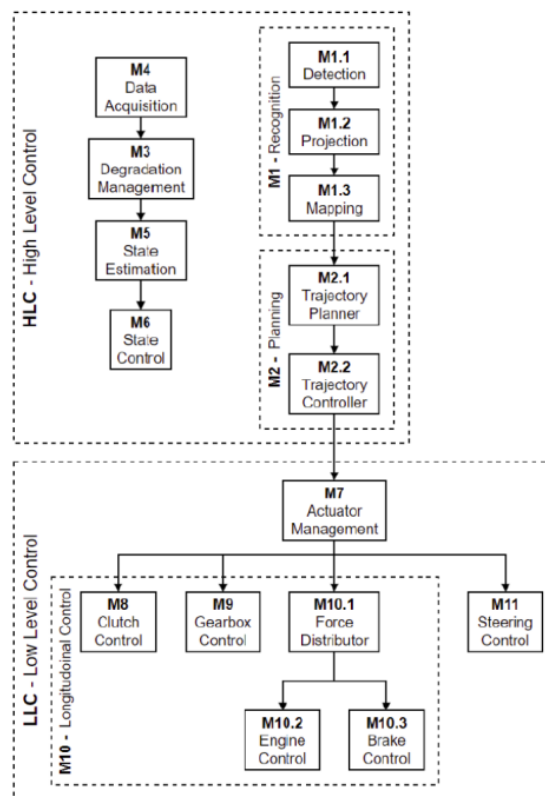 HLC - High Level Control
M4
Data
Acquisition
M3
Degradation
Management
M5
State
Estimation
M6
State
Control
M1 - Recognition
M1.1
Detection
M1.2
Projection
M1.3
Mapping
M2 - Planning
M2.1
Trajectory
Planner
M2.2
Trajectory
Controller
LLC - Low Level Control
M7
Actuator
Management
M10 - Longitudoinal Control
M8
Clutch
Control
M9
Gearbox
Control
M10.1
Force
Distributor
M11
Steering
Control
M10.2
Engine
Control
M10.3
Brake
Control